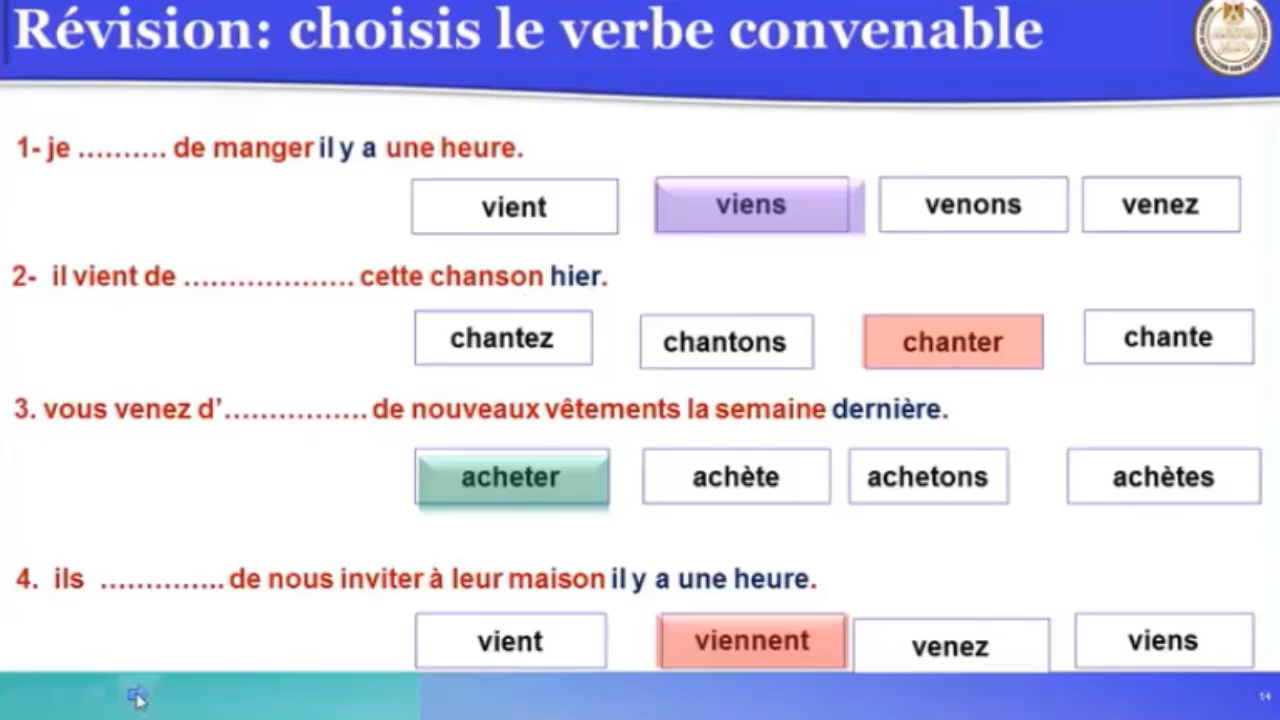 Révision: choisis le verbe convenable
1- je .......... de manger il y a une heure.
vient viens venons venez
2- il vient de ................... cette chanson hier.
chantez chantons chanter chante
3. vous venez d’................ de nouveaux vêtements la semaine dernière.
acheter achète achetons achètes
4. ils .............. de nous inviter à leur maison il y a une heure.
vient viennent venez viens
14